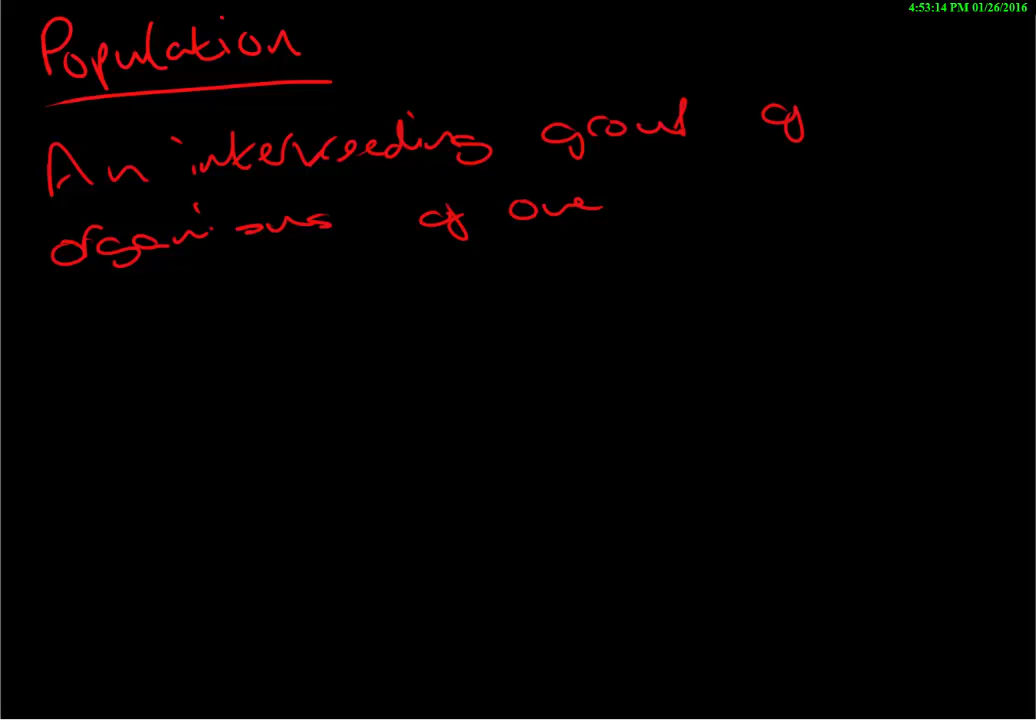 4:53:14 PM 01/26/2016
Population
An interbreeding group of
organisms of one